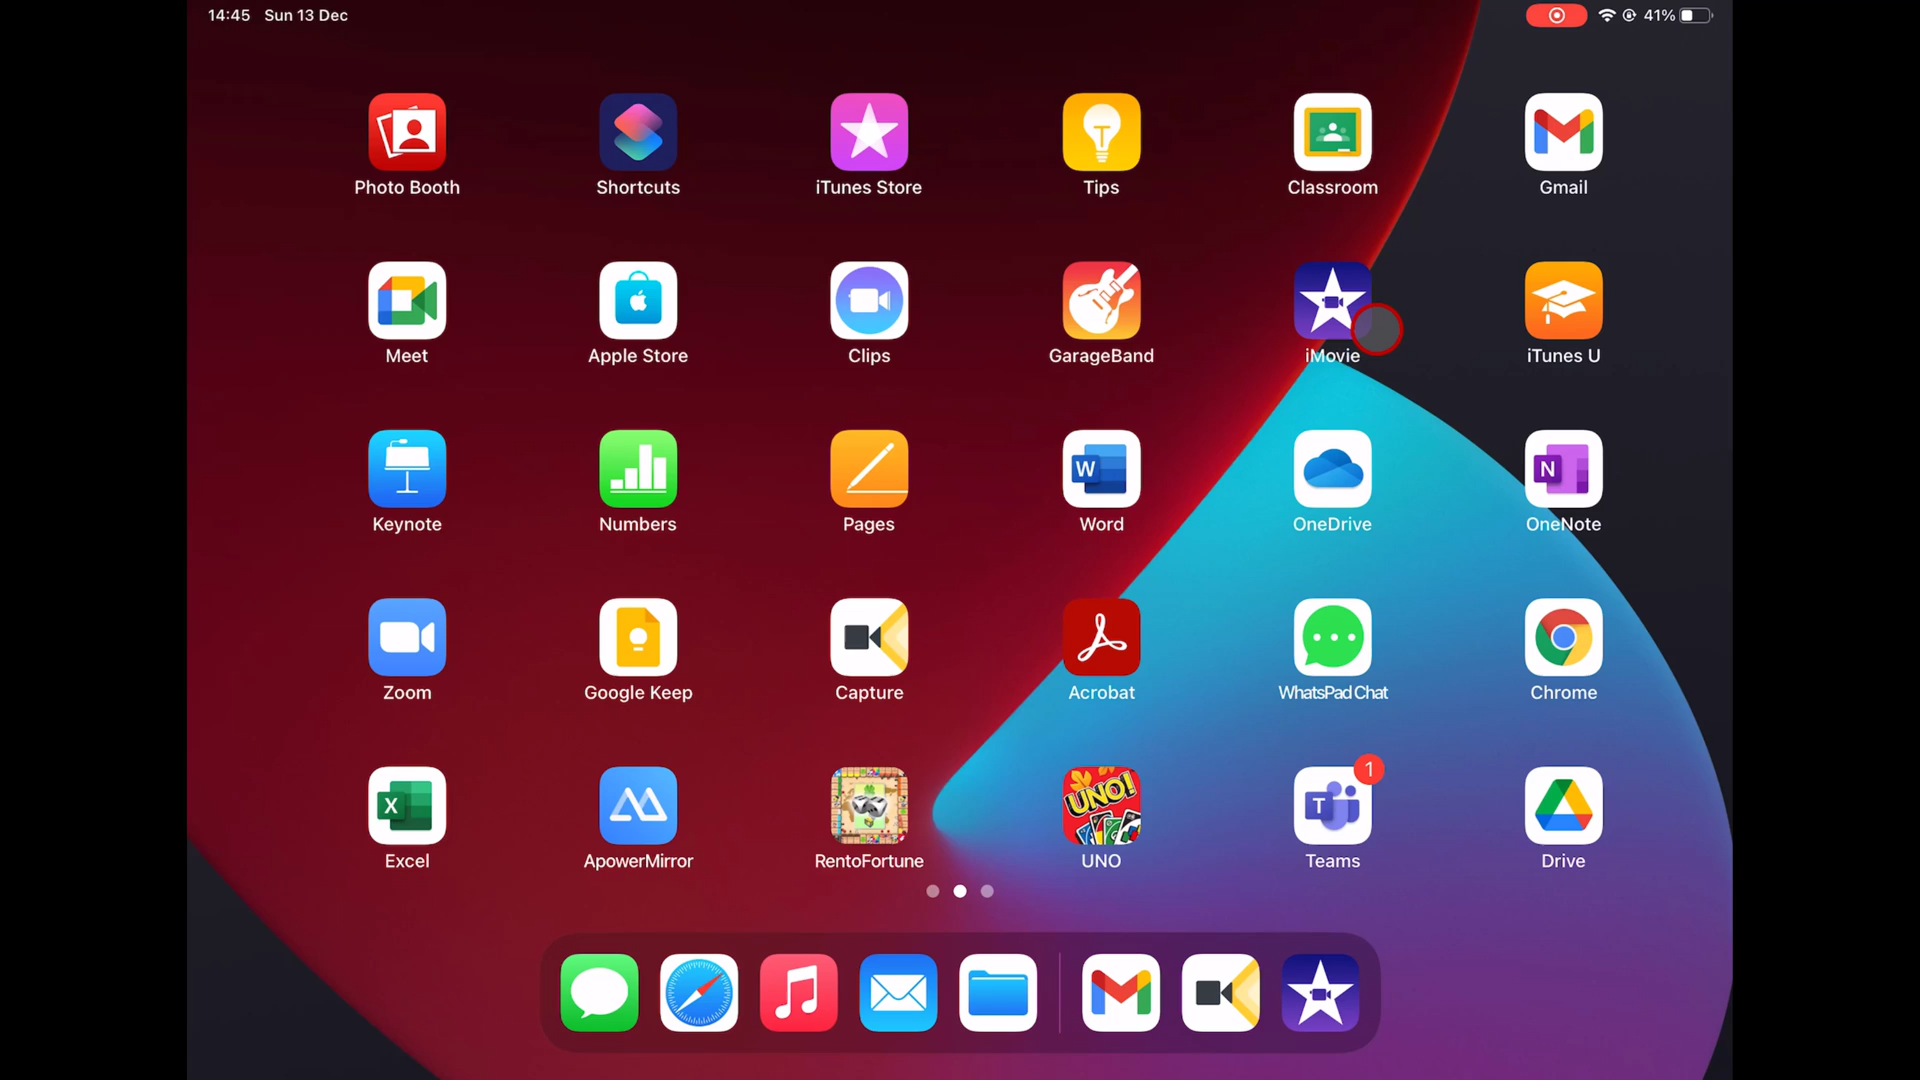 14:45 Sun 13 Dec 41%
Photo Booth Shortcuts iTunes Store Tips Classroom Gmail
Meet Apple Store Clips GarageBand iMovie iTunes U
W N
Keynote Numbers Pages Word OneDrive OneNote
Zoom Google Keep Capture Acrobat WhatsPad Chat Chrome
X UNO! T 1
Excel ApowerMirror RentoFortune UNO Teams Drive